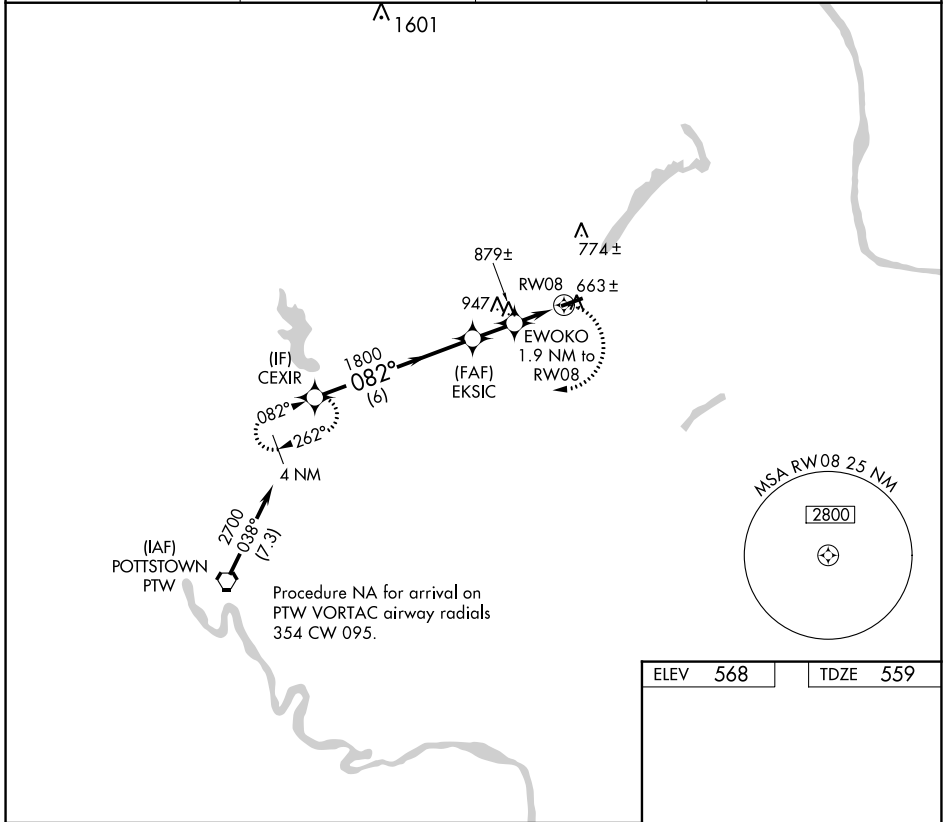 1601
774±
879±
RW08
663±
947
EWOKO
1.9 NM to
RW08
(FAF)
EKSIC
(IF)
CEXIR
1800
082°
(6)
082°
262°
4 NM
2700
038°
(7.3)
(IAF)
POTTSTOWN
PTW
Procedure NA for arrival on
PTW VORTAC airway radials
354 CW 095.
MSA RW08 25 NM
2800
ELEV 568
TDZE 559